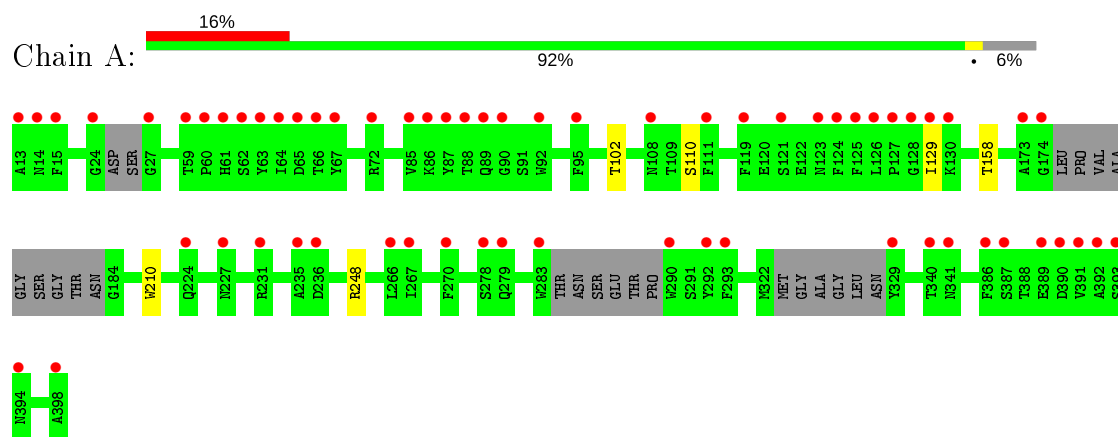 16%
Chain A:
92%
•
6%
A13 N14 F15 G24 ASP SER G27 T59 P60 H61 S62 Y63 I64 D65 T66 Y67 R72 V85 K86 Y87 T88 Q89 G90 S91 W92 F95 T102 N108 T109 S110 F111 F119 E120 S121 E122 N123 F124 F125 L126 P127 G128 I129 K130 T158 A173 G174 LEU PRO VAL ALA
GLY SER GLY THR ASN G184 W210 Q224 N227 R231 A235 D236 R248 L266 I267 F270 S278 Q279 W283 THR ASN SER GLU THR PRO W290 S291 Y292 F293 M322 MET GLY ALA GLY LEU ASN Y329 T340 N341 F386 S387 T388 E389 D390 V391 A392 S393
N394 A398